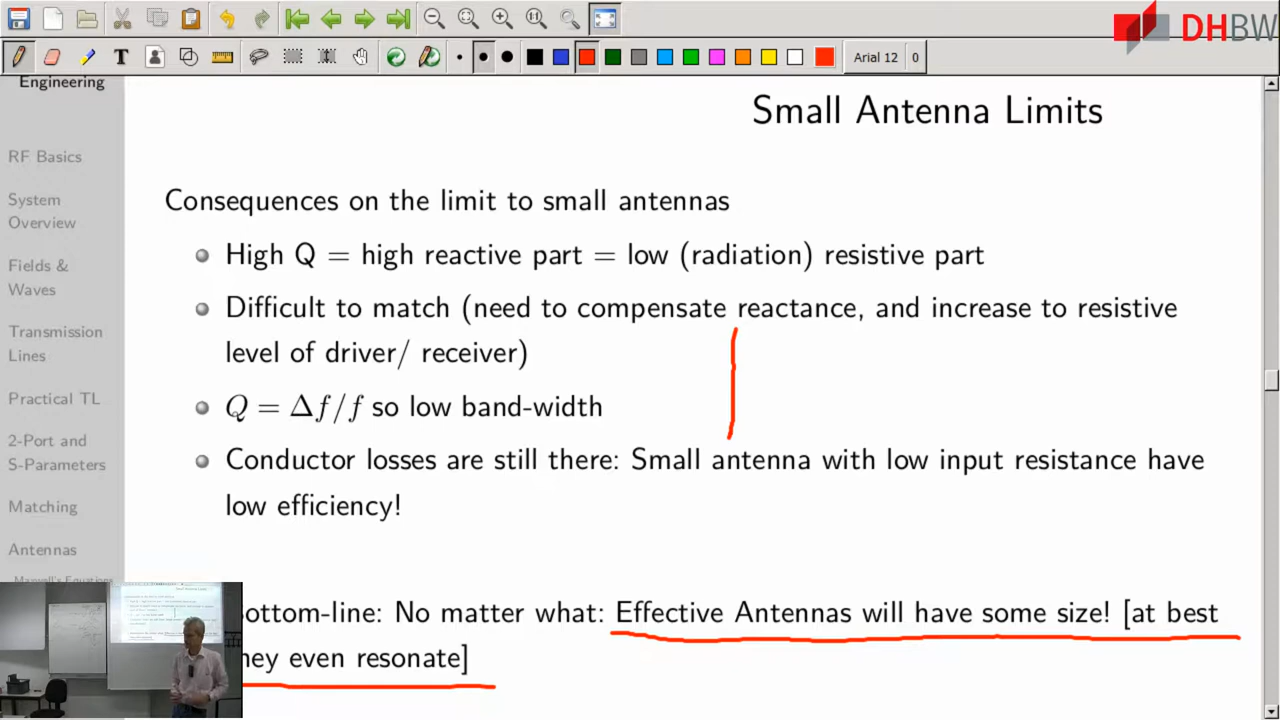 DHBW
Arial 12 0
Engineering
RF Basics
System
Overview
Fields &
Waves
Transmission
Lines
Practical TL
2-Port and
S-Parameters
Matching
Antennas
Maxwell's Equations
Small Antenna Limits
Consequences on the limit to small antennas
High Q = high reactive part = low (radiation) resistive part
Difficult to match (need to compensate reactance, and increase to resistive
level of driver/ receiver)
Q = Δf/f so low band-width
Conductor losses are still there: Small antenna with low input resistance have
low efficiency!
ottom-line: No matter what: Effective Antennas will have some size! [at best
hey even resonate]